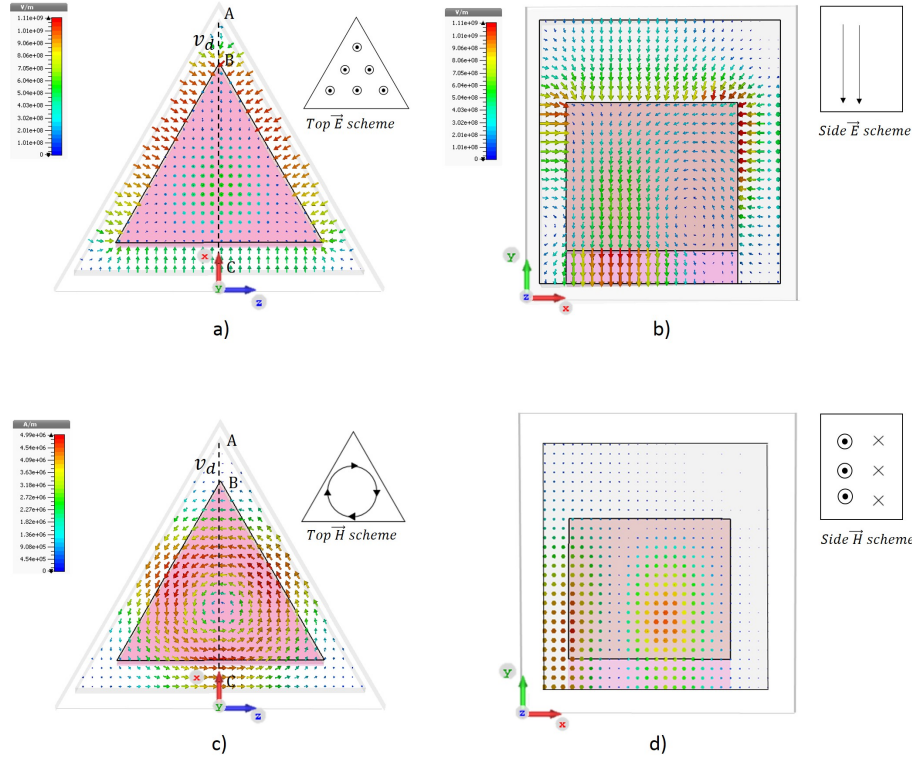 V/m
1.11e+09
1.01e+09
9.07e+08
8.06e+08
7.05e+08
6.04e+08
5.04e+08
4.03e+08
3.02e+08
2.01e+08
1.01e+08
0
A
v_d
B
C
x
y
z
Top E⃗ scheme
a)
V/m
1.11e+09
1.01e+09
9.07e+08
8.06e+08
7.05e+08
6.04e+08
5.04e+08
4.03e+08
3.02e+08
2.01e+08
1.01e+08
0
Y
z
x
Side E⃗ scheme
b)
A/m
4.99e+06
4.54e+06
4.09e+06
3.63e+06
3.18e+06
2.72e+06
2.27e+06
1.82e+06
1.36e+06
9.08e+05
4.54e+05
0
A
v_d
B
C
x
y
z
Top H⃗ scheme
c)
Y
z
x
Side H⃗ scheme
d)